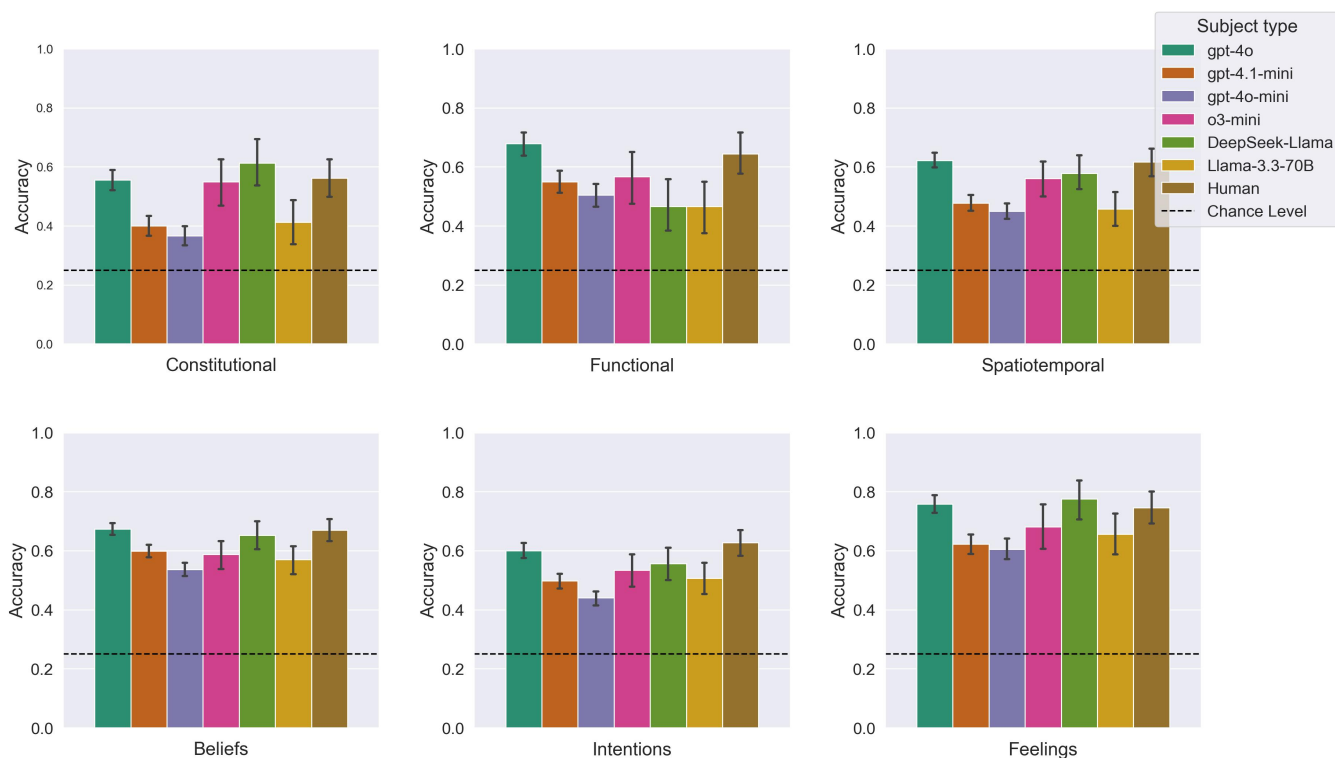 Subject type
gpt-4o
gpt-4.1-mini
gpt-4o-mini
o3-mini
DeepSeek-Llama
Llama-3.3-70B
Human
Chance Level
1.0
0.8
0.6
0.4
0.2
0.0
Accuracy
Constitutional
1.0
0.8
0.6
0.4
0.2
0.0
Accuracy
Functional
1.0
0.8
0.6
0.4
0.2
0.0
Accuracy
Spatiotemporal
1.0
0.8
0.6
0.4
0.2
0.0
Accuracy
Beliefs
1.0
0.8
0.6
0.4
0.2
0.0
Accuracy
Intentions
1.0
0.8
0.6
0.4
0.2
0.0
Accuracy
Feelings